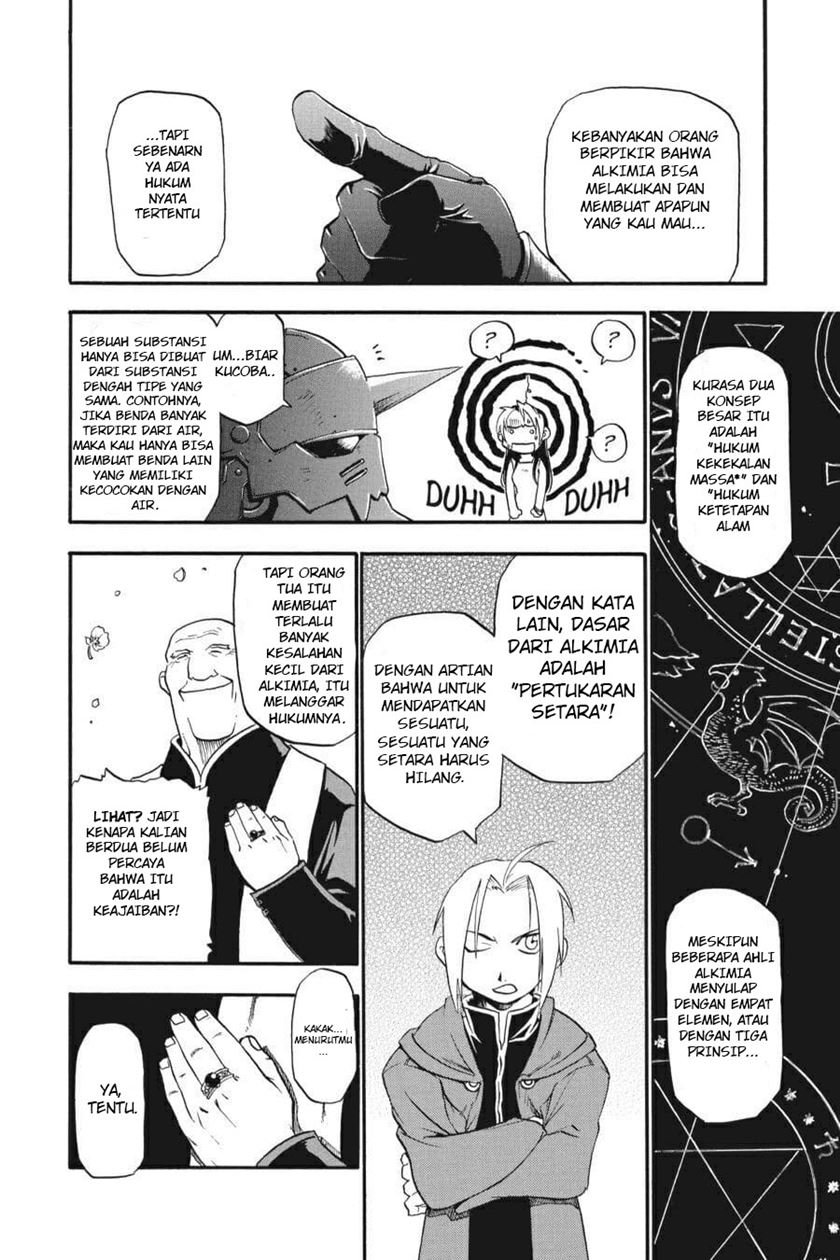 KEBANYAKAN ORANG
BERPIKIR BAHWA
ALKIMIA BISA
MELAKUKAN DAN
MEMBUAT APAPUN
YANG KAU MAU...
...TAPI
SEBENARN
YA ADA
HUKUM
NYATA
TERTENTU
KURASA DUA
KONSEP
BESAR ITU
ADALAH
"HUKUM
KEKEKALAN
MASSA*" DAN
"HUKUM
KETETAPAN
ALAM
MESKIPUN
BEBERAPA AHLI
ALKIMIA
MENYULAP
DENGAN EMPAT
ELEMEN, ATAU
DENGAN TIGA
PRINSIP...
?
?
?
DUHH
DUHH
UM...BIAR
KUCOBA..
SEBUAH SUBSTANSI
HANYA BISA DIBUAT
DARI SUBSTANSI
DENGAH TIPE YANG
SAMA. CONTOHNYA,
JIKA BENDA BANYAK
TERDIRI DARI AIR,
MAKA KAU HANYA BISA
MEMBUAT BENDA LAIN
YANG MEMILIKI
KECOCOKAN DENGAN
AIR.
DENGAN KATA
LAIN, DASAR
DARI ALKIMIA
ADALAH
"PERTUKARAN
SETARA"!
DENGAN ARTIAN
BAHWA UNTUK
MENDAPATKAN
SESUATU,
SESUATU YANG
SETARA HARUS
HILANG.
TAPI ORANG
TUA ITU
MEMBUAT
TERLALU
BANYAK
KESALAHAN
KECIL DARI
ALKIMIA, ITU
MELANGGAR
HUKUMNYA.
LIHAT? JADI
KENAPA KALIAN
BERDUA BELUM
PERCAYA
BAHWA ITU
ADALAH
KEAJAIBAN?!
KAKAK...
MENURUTMU
...
YA,
TENTU.